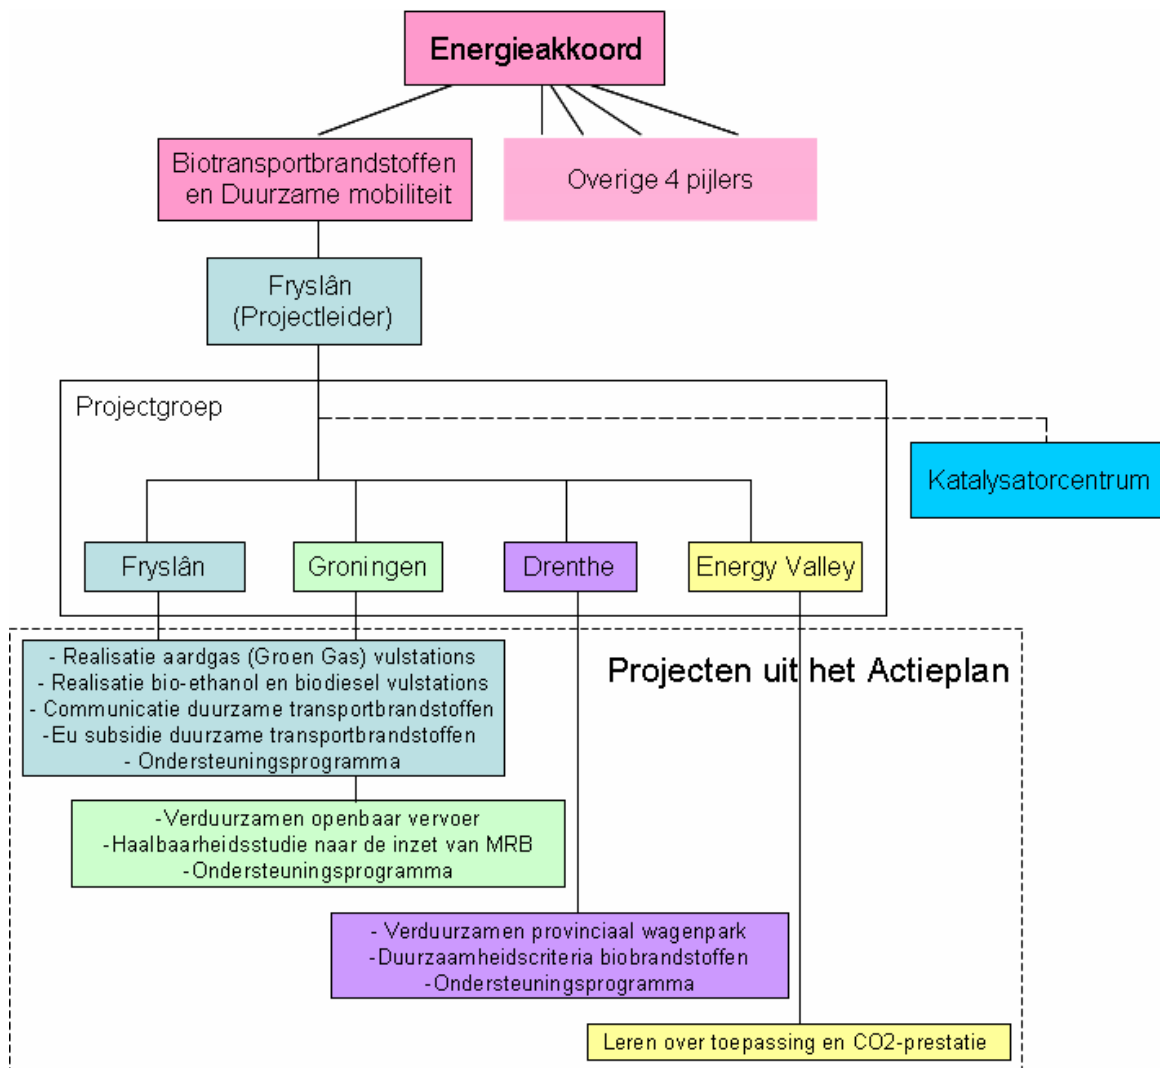 Energieakkoord
Biotransportbrandstoffen
en Duurzame mobiliteit
Overige 4 pijlers
Fryslân
(Projectleider)
Projectgroep
Katalysatorcentrum
Fryslân
Groningen
Drenthe
Energy Valley
Projecten uit het Actieplan
- Realisatie aardgas (Groen Gas) vulstations
- Realisatie bio-ethanol en biodiesel vulstations
- Communicatie duurzame transportbrandstoffen
-Eu subsidie duurzame transportbrandstoffen
- Ondersteuningsprogramma
-Verduurzamen openbaar vervoer
-Haalbaarheidsstudie naar de inzet van MRB
-Ondersteuningsprogramma
- Verduurzamen provinciaal wagenpark
-Duurzaamheidscriteria biobrandstoffen
-Ondersteuningsprogramma
Leren over toepassing en CO2-prestatie